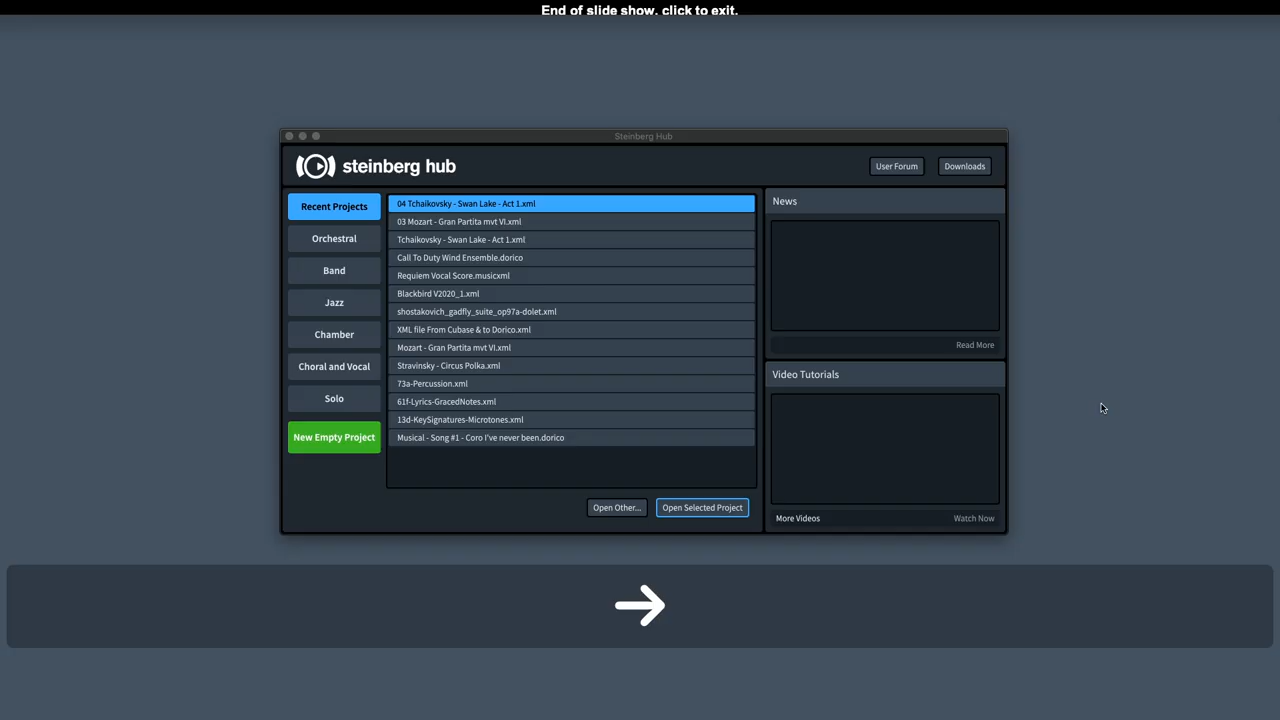 End of slide show, click to exit.
Steinberg Hub
steinberg hub
User Forum
Downloads
Recent Projects
Orchestral
Band
Jazz
Chamber
Choral and Vocal
Solo
New Empty Project
04 Tchaikovsky - Swan Lake - Act 1.xml
03 Mozart - Gran Partita mvt VI.xml
Tchaikovsky - Swan Lake - Act 1.xml
Call To Duty Wind Ensemble.dorico
Requiem Vocal Score.musicxml
Blackbird V2020_1.xml
shostakovich_gadfly_suite_op97a-dolet.xml
XML file From Cubase & to Dorico.xml
Mozart - Gran Partita mvt VI.xml
Stravinsky - Circus Polka.xml
73a-Percussion.xml
61f-Lyrics-GracedNotes.xml
13d-KeySignatures-Microtones.xml
Musical - Song #1 - Coro I've never been.dorico
Open Other...
Open Selected Project
News
Read More
Video Tutorials
More Videos
Watch Now